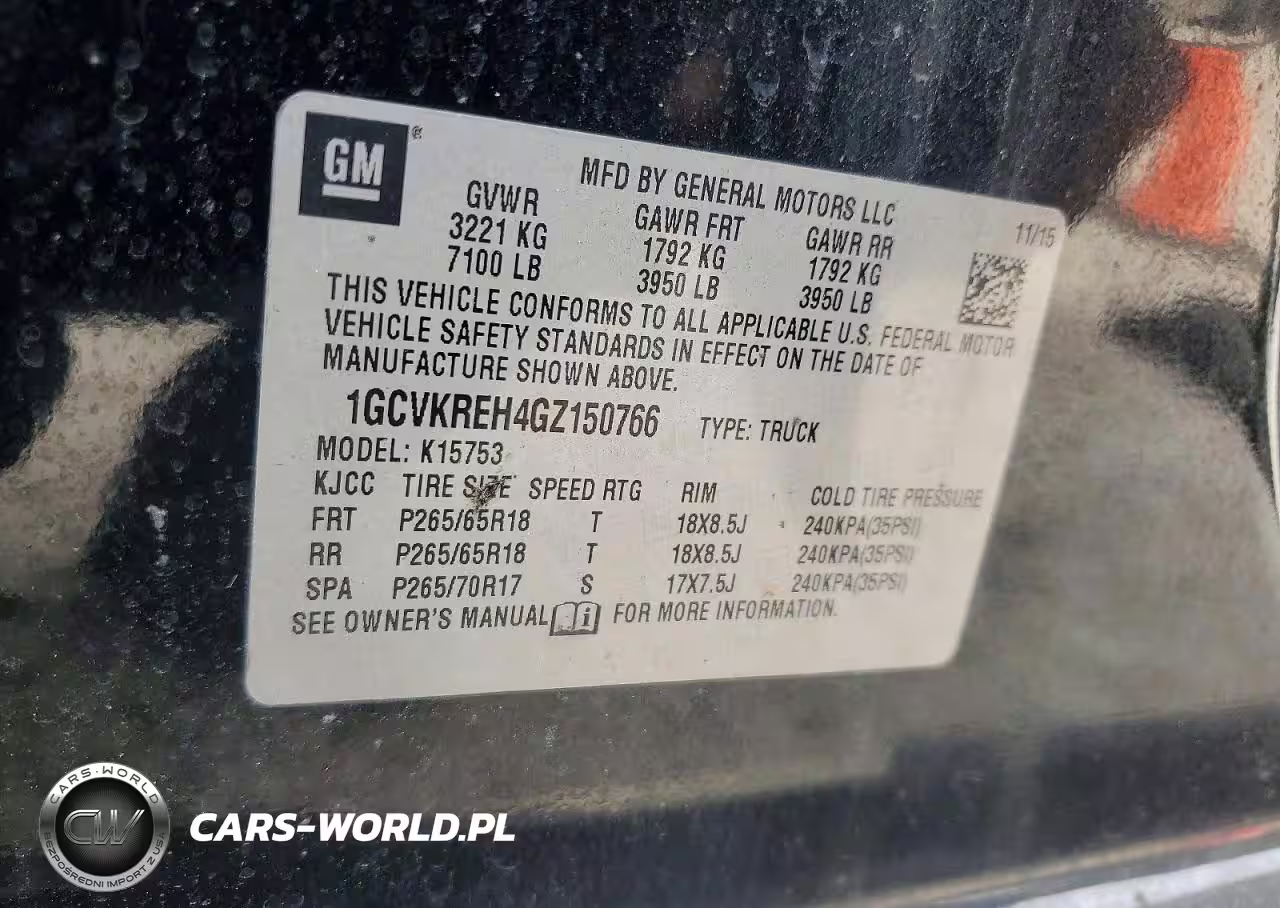 GM ®
MFD BY GENERAL MOTORS LLC
11/15
GVWR GAWR FRT GAWR RR
3221 KG 1792 KG 1792 KG
7100 LB 3950 LB 3950 LB
THIS VEHICLE CONFORMS TO ALL APPLICABLE U.S. FEDERAL MOTOR
VEHICLE SAFETY STANDARDS IN EFFECT ON THE DATE OF
MANUFACTURE SHOWN ABOVE.
1GCVKREH4GZ150766 TYPE: TRUCK
MODEL: K15753
KJCC TIRE SIZE SPEED RTG RIM COLD TIRE PRESSURE
FRT P265/65R18 T 18X8.5J 240KPA(35PSI)
RR P265/65R18 T 18X8.5J 240KPA(35PSI)
SPA P265/70R17 S 17X7.5J 240KPA(35PSI)
SEE OWNER'S MANUAL i FOR MORE INFORMATION.
CARS-WORLD
CW
BEZPOŚREDNI IMPORT Z USA
CARS-WORLD.PL